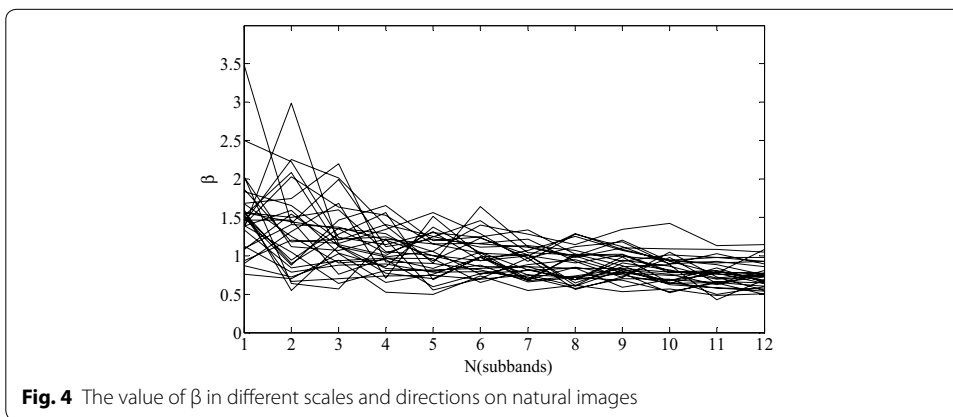 3.5
3
2.5
2
1.5
1
0.5
0
β
1 2 3 4 5 6 7 8 9 10 11 12
N(subbands)
Fig. 4 The value of β in different scales and directions on natural images